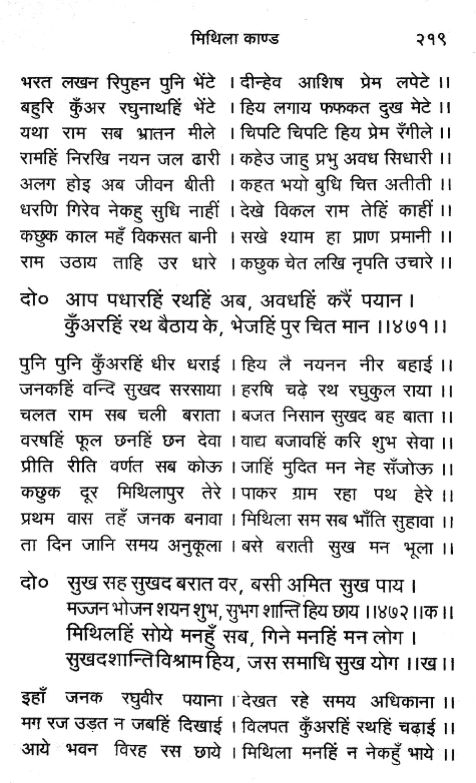 मिथिला काण्ड २१९
भरत लखन रिपुहन पुनि भेंटे । दीन्हेव आशिष प्रेम लपेटे ।।
बहुरि कुँअर रघुनाथहिं भेंटे । हिय लगाय फफकत दुख मेटे ।।
यथा राम सब भ्रातन मीले । चिपटि चिपटि हिय प्रेम रँगीले ।।
रामहिं निरखि नयन जल ढारी । कहेउ जाहु प्रभु अवध सिधारी ।।
अलग होइ अब जीवन बीती । कहत भयो बुधि चित्त अतीती ।।
धरणि गिरेव नेकहु सुधि नाहीं । देखे विकल राम तेहिं काहीं ।।
कछुक काल महँ विकसत बानी । सखे श्याम हा प्राण प्रमानी ।।
राम उठाय ताहि उर धारे । कछुक चेत लखि नृपति उचारे ।।
दो० आप पधारहिं रथहिं अब, अवधहिं करैं पयान ।
कुँअरहिं रथ बैठाय के, भेजहिं पुर चित मान ।।४७१।।
पुनि पुनि कुँअरहिं धीर धराई । हिय लै नयनन नीर बहाई ।।
जनकहिं वन्दि सुखद सरसाया । हरषि चढ़े रथ रघुकुल राया ।।
चलत राम सब चली बराता । बजत निसान सुखद बह बाता ।।
वरषहिं फूल छनहिं छन देवा । वाद्य बजावहिं करि शुभ सेवा ।।
प्रीति रीति वर्णत सब कोऊ । जाहिं मुदित मन नेह सँजोऊ ।।
कछुक दूर मिथिलापुर तेरे । पाकर ग्राम रहा पथ हेरे ।।
प्रथम वास तहँ जनक बनावा । मिथिला सम सब भाँति सुहावा ।।
ता दिन जानि समय अनुकूला । बसे बराती सुख मन भूला ।।
दो० सुख सह सुखद बरात वर, बसी अमित सुख पाय ।
मज्जन भोजन शयन शुभ, सुभग शान्ति हिय छाय ।।४७२।।क।।
मिथिलहिं सोये मनहुँ सब, गिने मनहिं मन लोग ।
सुखदशान्ति विश्राम हिय, जस समाधि सुख योग ।।ख।।
इहाँ जनक रघुवीर पयाना । देखत रहे समय अधिकाना ।।
मग रज उड़त न जबहिं दिखाई । विलपत कुँअरहिं रथहिं चढ़ाई ।।
आये भवन विरह रस छाये । मिथिला मनहिं न नेकहुँ भाये ।।